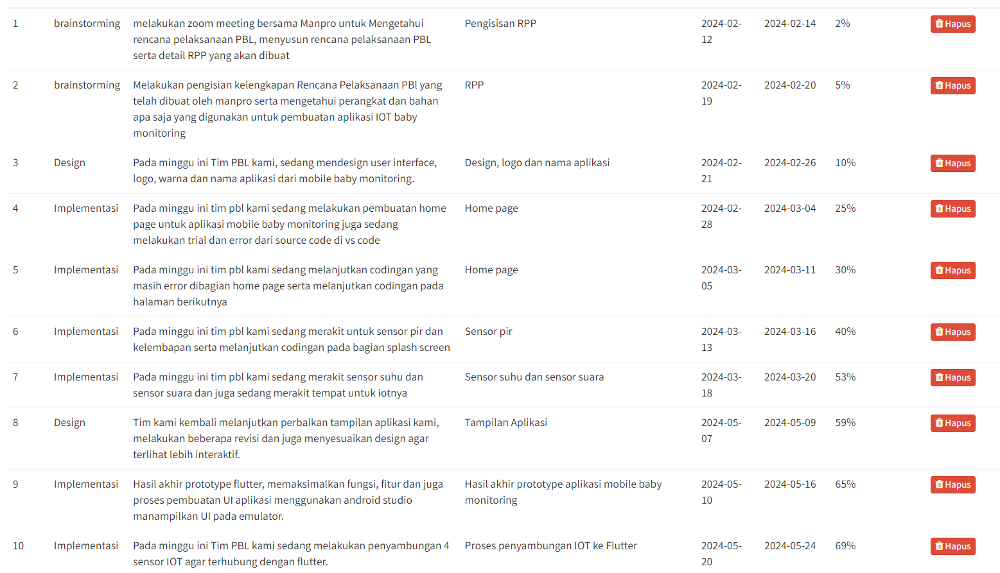 1 brainstorming melakukan zoom meeting bersama Manpro untuk Mengetahui Pengisisan RPP 2024-02- 2024-02-14 2% Hapus
rencana pelaksanaan PBL, menyusun rencana pelaksanaan PBL 12
serta detail RPP yang akan dibuat
2 brainstorming Melakukan pengisian kelengkapan Rencana Pelaksanaan PBl yang RPP 2024-02- 2024-02-20 5% Hapus
telah dibuat oleh manpro serta mengetahui perangkat dan bahan 19
apa saja yang digunakan untuk pembuatan aplikasi IOT baby
monitoring
3 Design Pada minggu ini Tim PBL kami, sedang mendesign user interface, Design, logo dan nama aplikasi 2024-02- 2024-02-26 10% Hapus
logo, warna dan nama aplikasi dari mobile baby monitoring. 21
4 Implementasi Pada minggu ini tim pbl kami sedang melakukan pembuatan home Home page 2024-02- 2024-03-04 25% Hapus
page untuk aplikasi mobile baby monitoring juga sedang 28
melakukan trial dan error dari source code di vs code
5 Implementasi Pada minggu ini tim pbl kami sedang melanjutkan codingan yang Home page 2024-03- 2024-03-11 30% Hapus
masih error dibagian home page serta melanjutkan codingan pada 05
halaman berikutnya
6 Implementasi Pada minggu ini tim pbl kami sedang merakit untuk sensor pir dan Sensor pir 2024-03- 2024-03-16 40% Hapus
kelembapan serta melanjutkan codingan pada bagian splash screen 13
7 Implementasi Pada minggu ini tim pbl kami sedang merakit sensor suhu dan Sensor suhu dan sensor suara 2024-03- 2024-03-20 53% Hapus
sensor suara dan juga sedang merakit tempat untuk iotnya 18
8 Design Tim kami kembali melanjutkan perbaikan tampilan aplikasi kami, Tampilan Aplikasi 2024-05- 2024-05-09 59% Hapus
melakukan beberapa revisi dan juga menyesuaikan design agar 07
terlihat lebih interaktif.
9 Implementasi Hasil akhir prototype flutter, memaksimalkan fungsi, fitur dan juga Hasil akhir prototype aplikasi mobile baby 2024-05- 2024-05-16 65% Hapus
proses pembuatan UI aplikasi menggunakan android studio monitoring 10
manampilkan UI pada emulator.
10 Implementasi Pada minggu ini Tim PBL kami sedang melakukan penyambungan 4 Proses penyambungan IOT ke Flutter 2024-05- 2024-05-24 69% Hapus
sensor IOT agar terhubung dengan flutter. 20